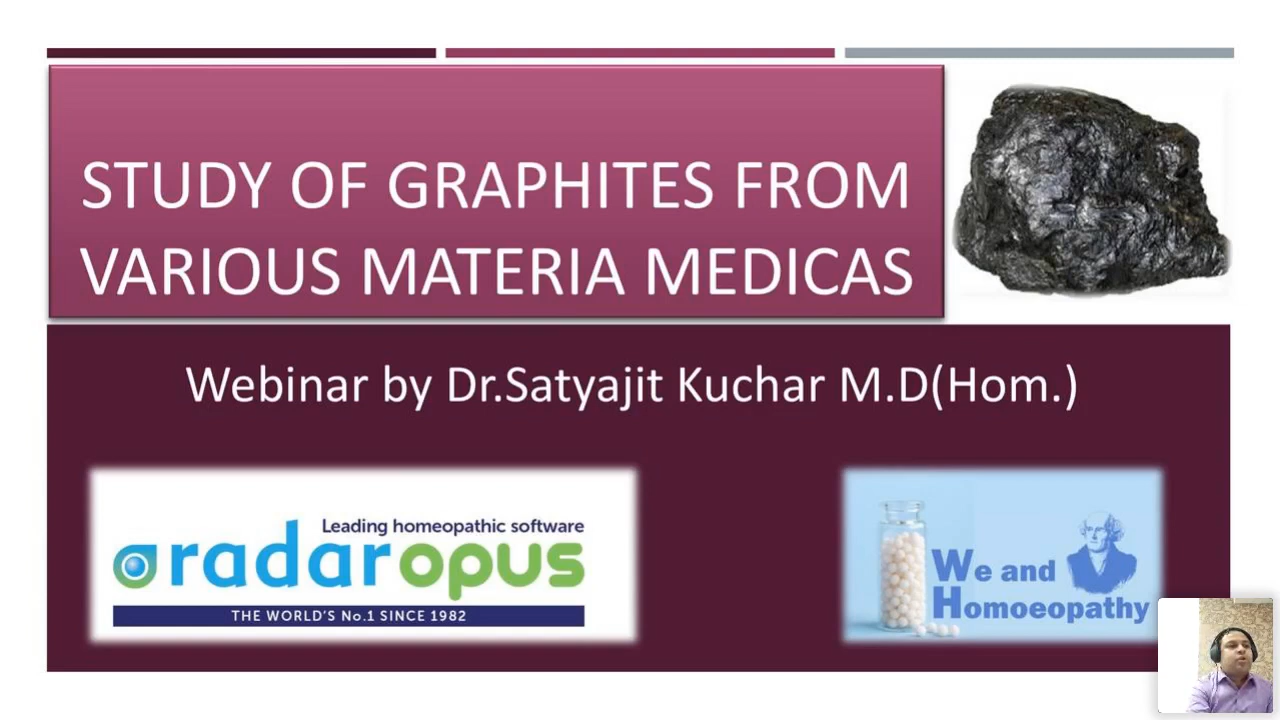 STUDY OF GRAPHITES FROM
VARIOUS MATERIA MEDICAS
Webinar by Dr.Satyajit Kuchar M.D(Hom.)
Leading homeopathic software
radaropus
THE WORLD'S No.1 SINCE 1982
We and
Homoeopathy